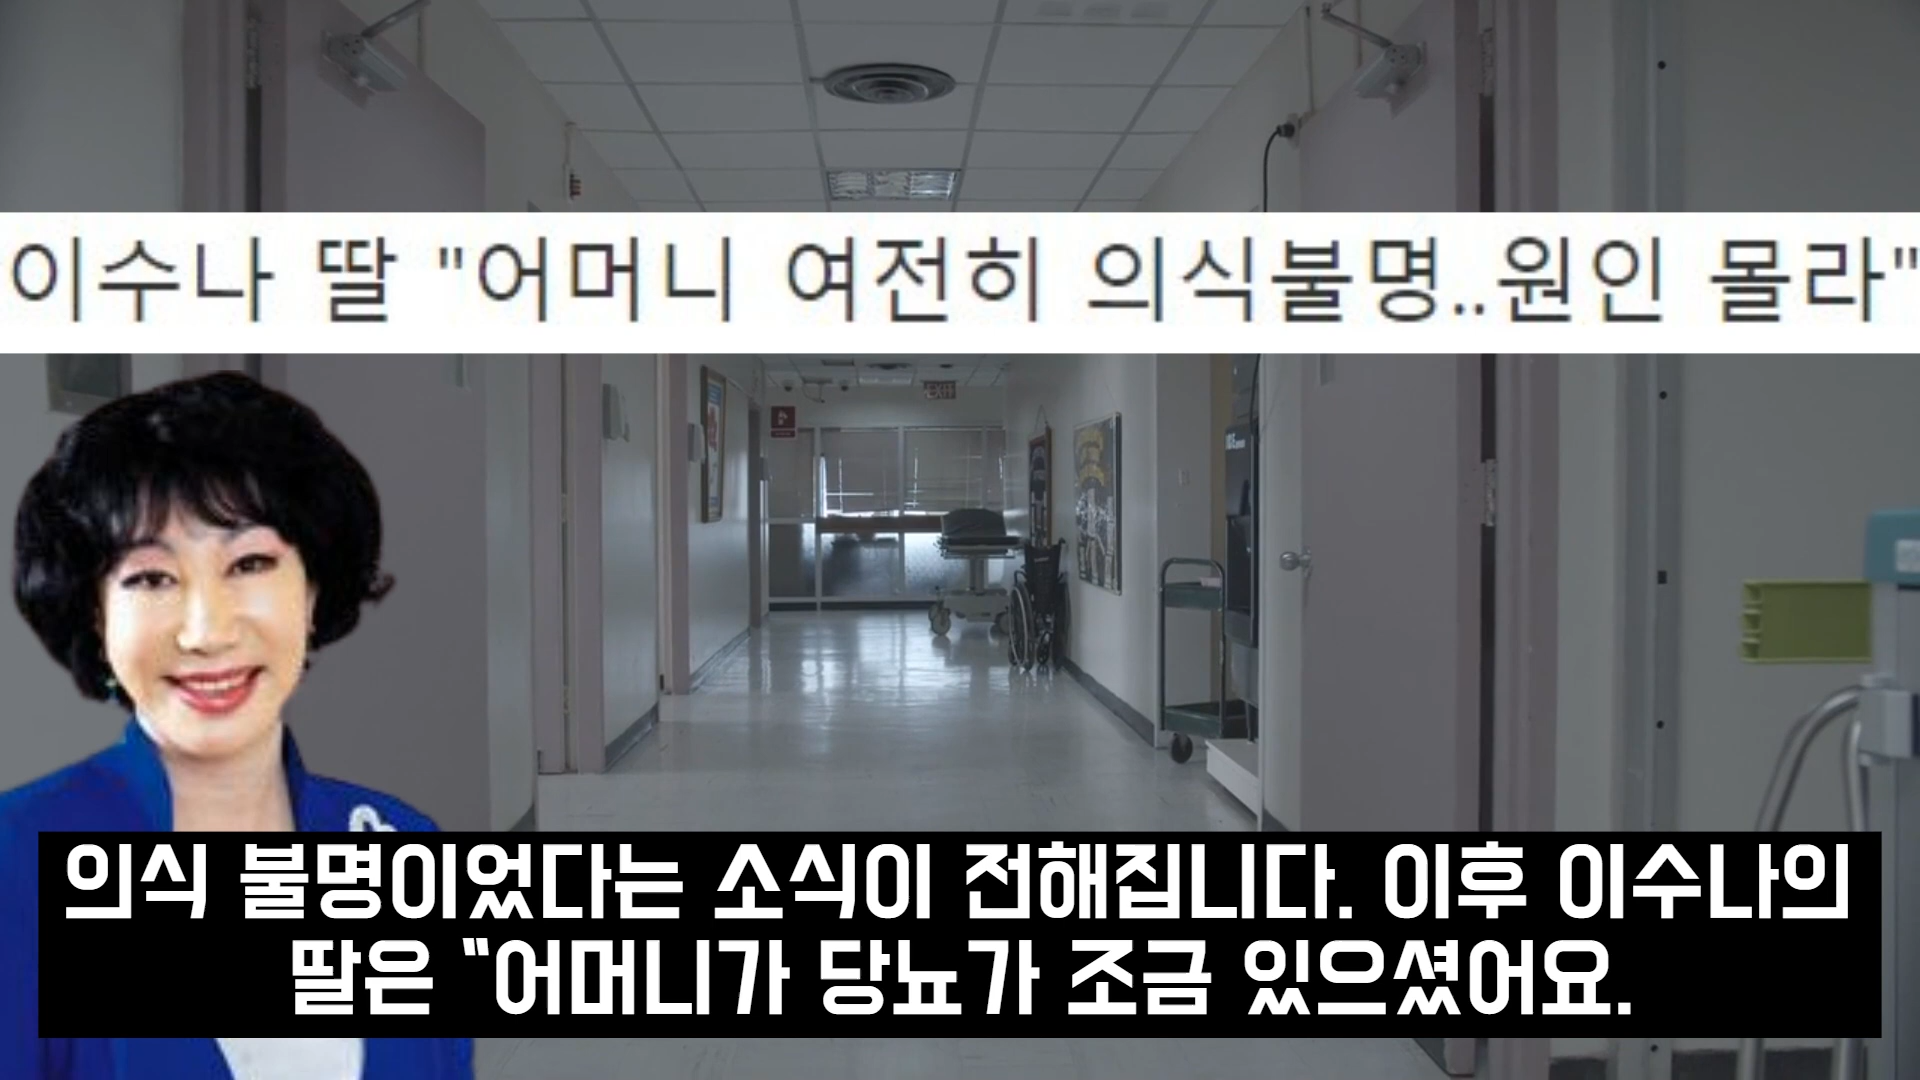 이수나 딸 "어머니 여전히 의식불명..원인 몰라"
EXIT
의식 불명이었다는 소식이 전해집니다. 이후 이수나의
딸은 "어머니가 당뇨가 조금 있으셨어요.